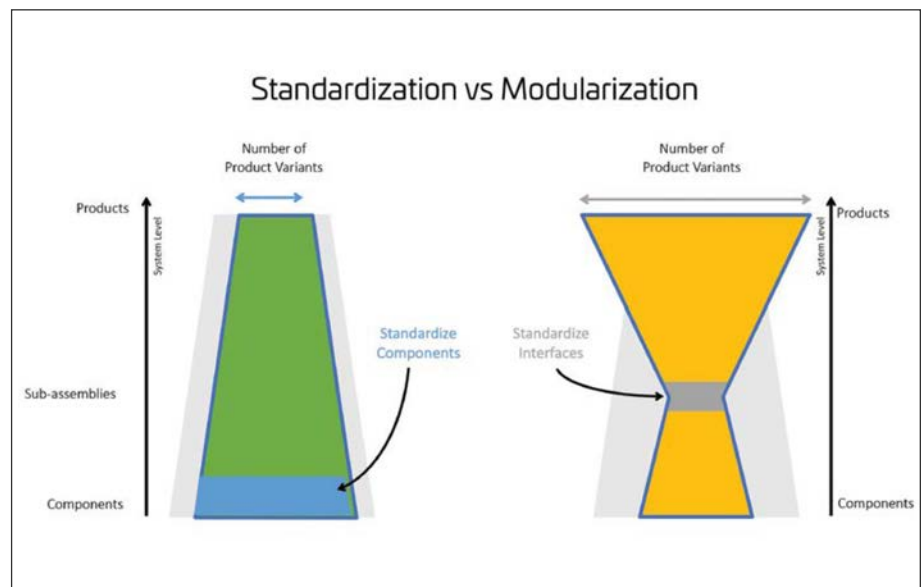 Standardization vs Modularization
Number of
Product Variants
Products
System Level
Standardize
Components
Sub-assemblies
Components
Number of
Product Variants
Products
System Level
Standardize
Interfaces
Components